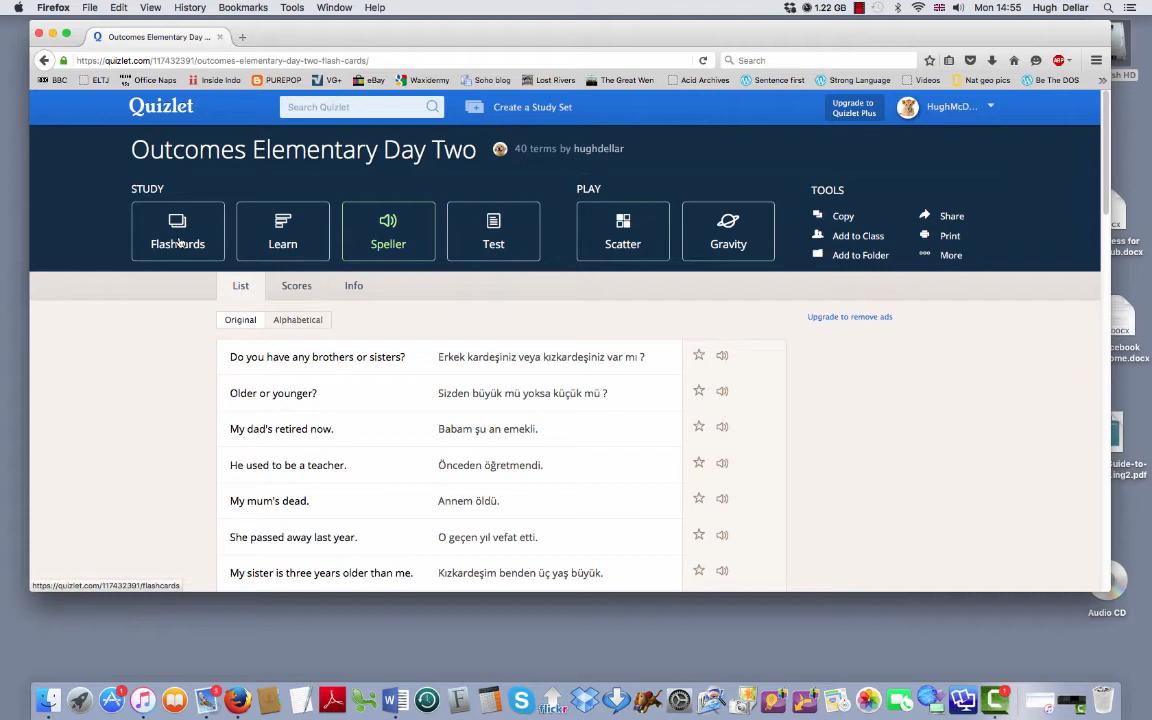 Firefox File Edit View History Bookmarks Tools Window Help 1.22 GB Mon 14:55 Hugh Dellar
Outcomes Elementary Day Two ...
https://quizlet.com/117432391/outcomes-elementary-day-two-flash-cards/ Search
BBC ELTJ Office Naps Inside Indo PUREPOP VG+ eBay Waxidermy Soho blog Lost Rivers The Great Wen Acid Archives Sentence first Strong Language Videos Nat geo pics Be The DOS
Quizlet Search Quizlet Create a Study Set Upgrade to Quizlet Plus HughMcD...
Outcomes Elementary Day Two 40 terms by hughdellar
STUDY PLAY TOOLS
Flashcards Learn Speller Test Scatter Gravity
Copy Share
Add to Class Print
Add to Folder More
List Scores Info
Original Alphabetical
Upgrade to remove ads
Do you have any brothers or sisters? Erkek kardeşiniz veya kızkardeşiniz var mı ?
Older or younger? Sizden büyük mü yoksa küçük mü ?
My dad's retired now. Babam şu an emekli.
He used to be a teacher. Önceden öğretmendi.
My mum's dead. Annem öldü.
She passed away last year. O geçen yıl vefat etti.
My sister is three years older than me. Kızkardeşim benden üç yaş büyük.
https://quizlet.com/117432391/flashcards
Audio CD
flickr